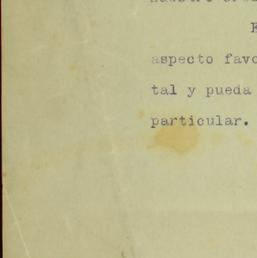 aspecto favo
tal y pueda
particular.